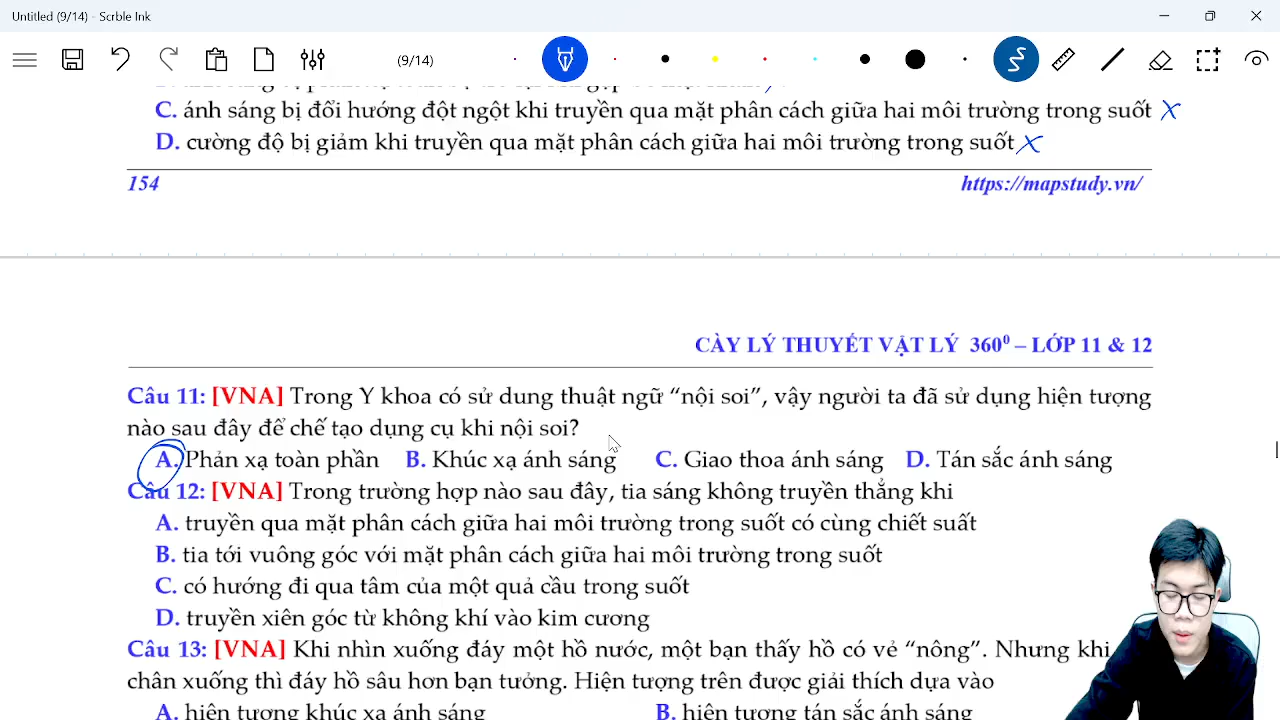 Untitled (9/14) - Scrble Ink
(9/14)
C. ánh sáng bị đổi hướng đột ngột khi truyền qua mặt phân cách giữa hai môi trường trong suốt
D. cường độ bị giảm khi truyền qua mặt phân cách giữa hai môi trường trong suốt
154 https://mapstudy.vn/
CÀY LÝ THUYẾT VẬT LÝ 360⁰ – LỚP 11 & 12
Câu 11: [VNA] Trong Y khoa có sử dung thuật ngữ “nội soi”, vậy người ta đã sử dụng hiện tượng
nào sau đây để chế tạo dụng cụ khi nội soi?
A. Phản xạ toàn phần B. Khúc xạ ánh sáng C. Giao thoa ánh sáng D. Tán sắc ánh sáng
Câu 12: [VNA] Trong trường hợp nào sau đây, tia sáng không truyền thẳng khi
A. truyền qua mặt phân cách giữa hai môi trường trong suốt có cùng chiết suất
B. tia tới vuông góc với mặt phân cách giữa hai môi trường trong suốt
C. có hướng đi qua tâm của một quả cầu trong suốt
D. truyền xiên góc từ không khí vào kim cương
Câu 13: [VNA] Khi nhìn xuống đáy một hồ nước, một bạn thấy hồ có vẻ “nông”. Nhưng khi
chân xuống thì đáy hồ sâu hơn bạn tưởng. Hiện tượng trên được giải thích dựa vào
A. hiện tượng khúc xạ ánh sáng B. hiện tượng tán sắc ánh sáng